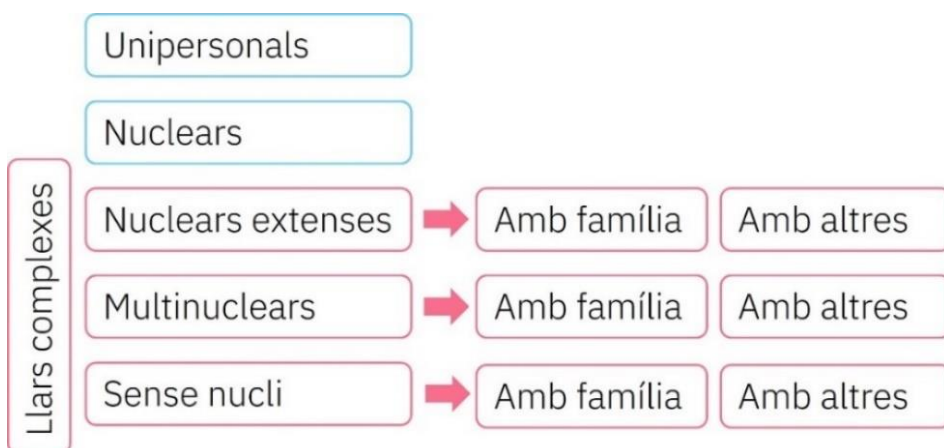 Unipersonals
Nuclears
Llars complexes
Nuclears extenses Amb família Amb altres
Multinuclears Amb família Amb altres
Sense nucli Amb família Amb altres